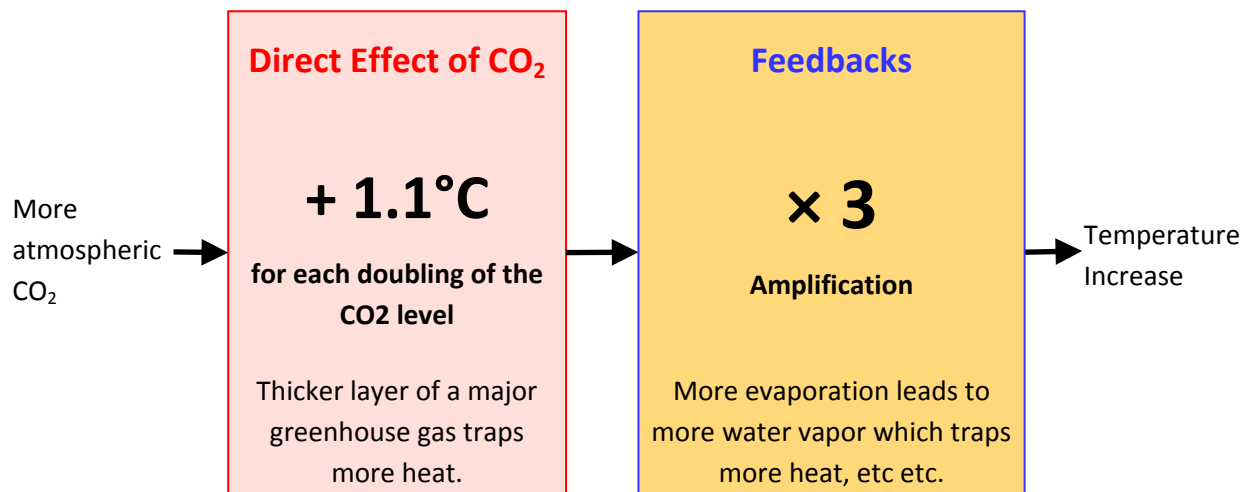 More
atmospheric
CO₂
Direct Effect of CO₂
+ 1.1°C
for each doubling of the
CO2 level
Thicker layer of a major
greenhouse gas traps
more heat.
Feedbacks
× 3
Amplification
More evaporation leads to
more water vapor which traps
more heat, etc etc.
Temperature
Increase